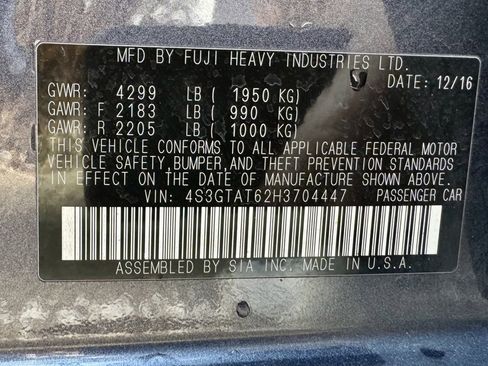 MFD BY FUJI HEAVY INDUSTRIES LTD.
DATE: 12/16
GVWR: 4299 LB ( 1950 KG)
GAWR: F 2183 LB ( 990 KG)
GAWR: R 2205 LB ( 1000 KG)
THIS VEHICLE CONFORMS TO ALL APPLICABLE FEDERAL MOTOR
VEHICLE SAFETY, BUMPER, AND THEFT PREVENTION STANDARDS
IN EFFECT ON THE DATE OF MANUFACTURE SHOWN ABOVE.
VIN: 4S3GTAT62H3704447 PASSENGER CAR
ASSEMBLED BY SIA INC. MADE IN U.S.A.